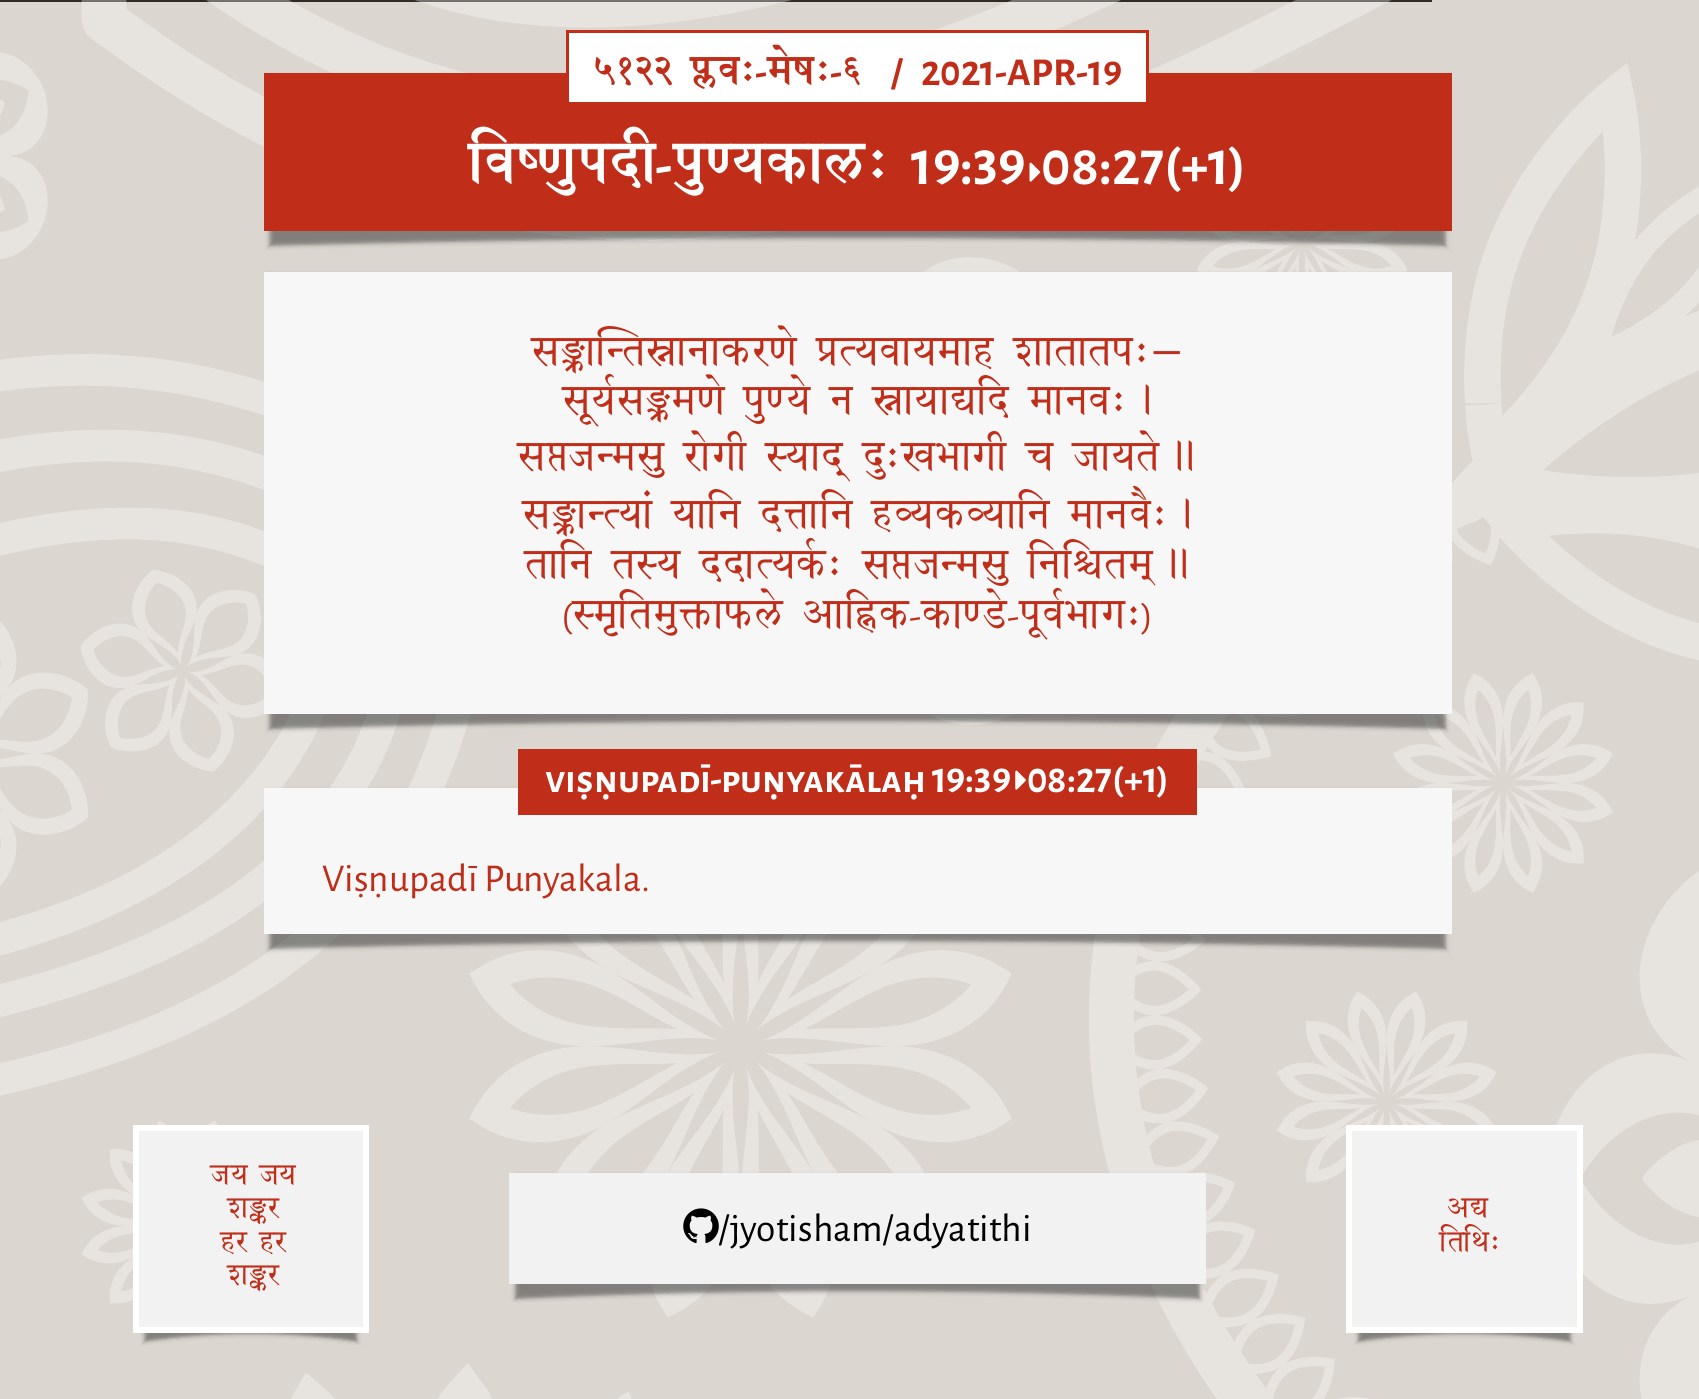 ५१२२ प्लवः-मेषः-६ / 2021-APR-19
विष्णुपदी-पुण्यकालः 19:39▸08:27(+1)
सङ्क्रान्तिस्नानाकरणे प्रत्यवायमाह शातातपः—
सूर्यसङ्क्रमणे पुण्ये न स्नायाद्यदि मानवः ।
सप्तजन्मसु रोगी स्याद् दुःखभागी च जायते ॥
सङ्क्रान्त्यां यानि दत्तानि हव्यकव्यानि मानवैः ।
तानि तस्य ददात्यर्कः सप्तजन्मसु निश्चितम् ॥
(स्मृतिमुक्ताफले आह्निक-काण्डे-पूर्वभागः)
VIṢṆUPADĪ-PUṆYAKĀLAḤ 19:39▸08:27(+1)
Viṣṇupadī Punyakala.
जय जय
शङ्कर
हर हर
शङ्कर
/jyotisham/adyatithi
अद्य
तिथिः